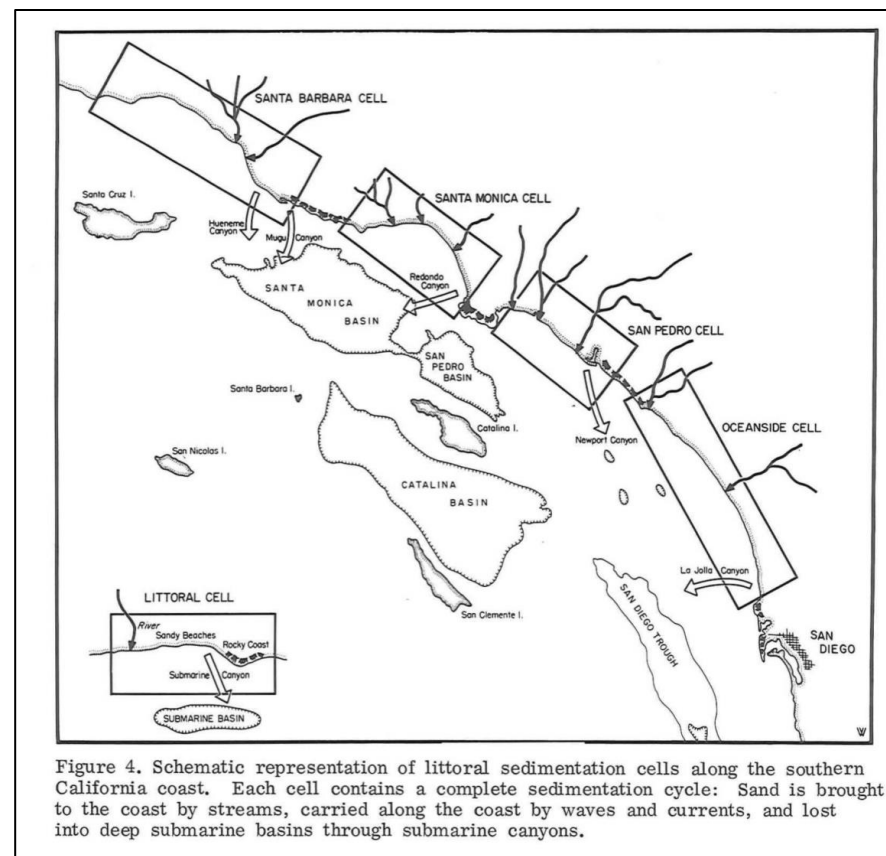 SANTA BARBARA CELL
Santa Cruz I.
SANTA MONICA CELL
Hueneme
Canyon
Mugu Canyon
Redondo
Canyon
SANTA
MONICA
BASIN
SAN PEDRO CELL
SAN
PEDRO
BASIN
Santa Barbara I.
Catalina I.
OCEANSIDE CELL
Newport Canyon
San Nicolas I.
CATALINA
BASIN
La Jolla Canyon
SAN DIEGO TROUGH
San Clemente I.
SAN
DIEGO
LITTORAL CELL
River
Sandy Beaches
Rocky Coast
Submarine Canyon
SUBMARINE BASIN
Figure 4. Schematic representation of littoral sedimentation cells along the southern
California coast. Each cell contains a complete sedimentation cycle: Sand is brought
to the coast by streams, carried along the coast by waves and currents, and lost
into deep submarine basins through submarine canyons.